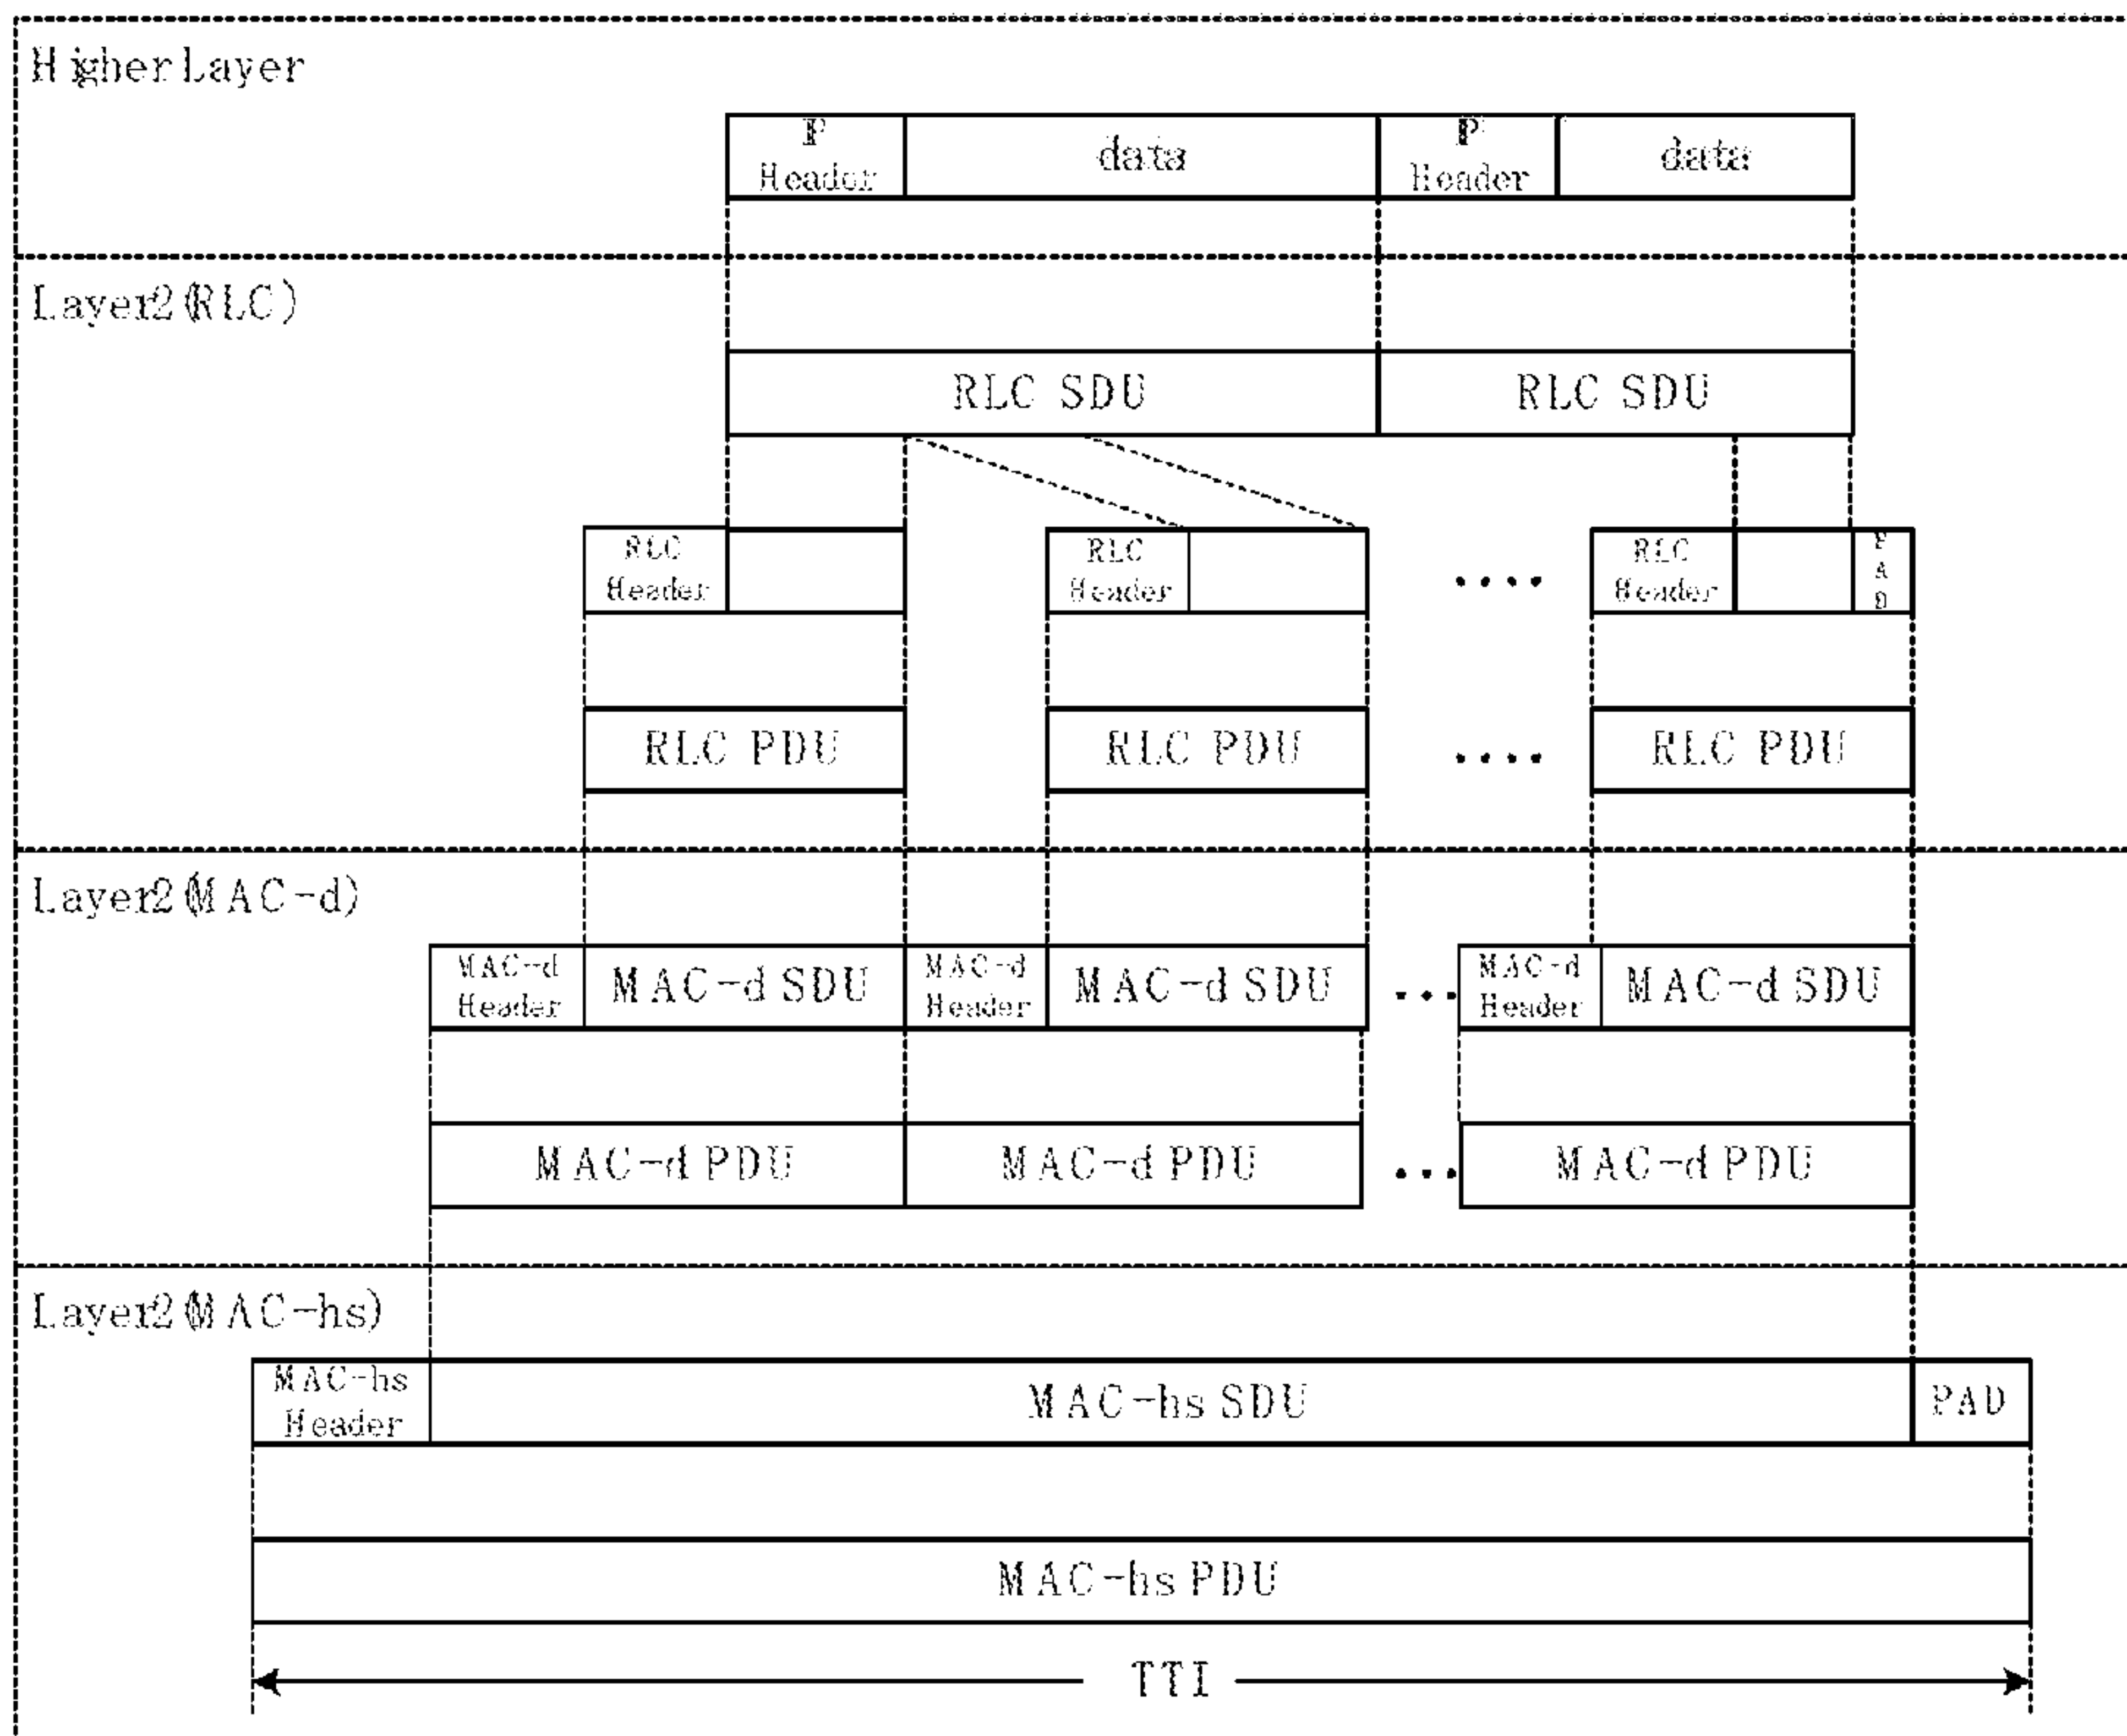 Higher Layer
IP Header data IP Header data
Layer2(RLC)
RLC SDU RLC SDU
RLC Header RLC Header .... RLC Header PAD
RLC PDU RLC PDU .... RLC PDU
Layer2(MAC-d)
MAC-d Header MAC-d SDU MAC-d Header MAC-d SDU ... MAC-d Header MAC-d SDU
MAC-d PDU MAC-d PDU ... MAC-d PDU
Layer2(MAC-hs)
MAC-hs Header MAC-hs SDU PAD
MAC-hs PDU
TTI